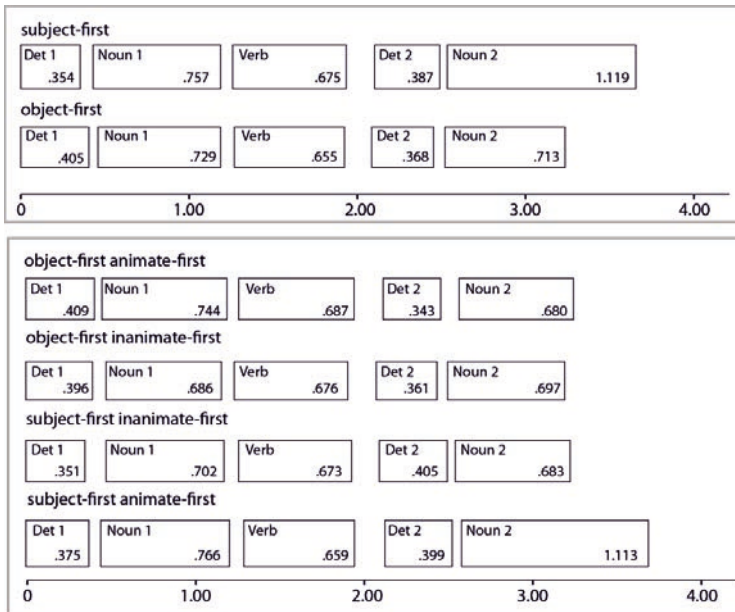 subject-first
Det 1 Noun 1 Verb Det 2 Noun 2
.354 .757 .675 .387 1.119
object-first
Det 1 Noun 1 Verb Det 2 Noun 2
.405 .729 .655 .368 .713
0 1.00 2.00 3.00 4.00
object-first animate-first
Det 1 Noun 1 Verb Det 2 Noun 2
.409 .744 .687 .343 .680
object-first inanimate-first
Det 1 Noun 1 Verb Det 2 Noun 2
.396 .686 .676 .361 .697
subject-first inanimate-first
Det 1 Noun 1 Verb Det 2 Noun 2
.351 .702 .673 .405 .683
subject-first animate-first
Det 1 Noun 1 Verb Det 2 Noun 2
.375 .766 .659 .399 1.113
0 1.00 2.00 3.00 4.00